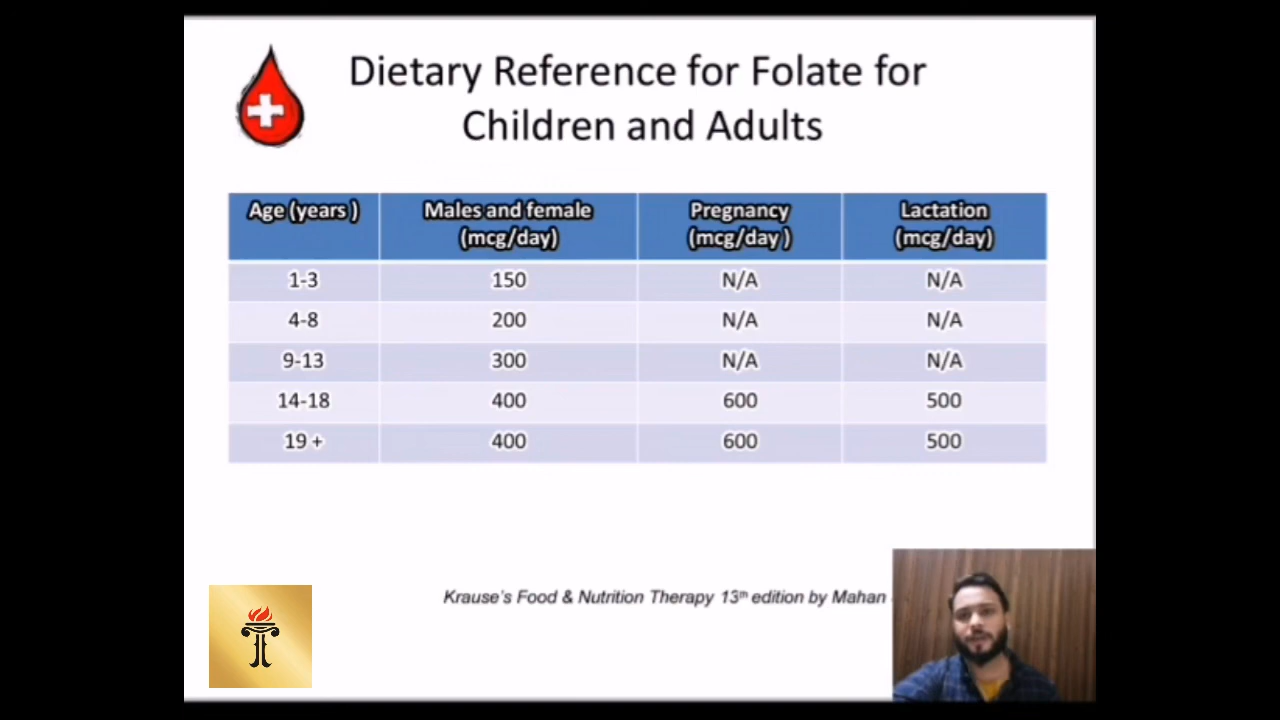 Dietary Reference for Folate for
Children and Adults
Age (years ) Males and female (mcg/day) Pregnancy (mcg/day ) Lactation (mcg/day)
1-3 150 N/A N/A
4-8 200 N/A N/A
9-13 300 N/A N/A
14-18 400 600 500
19 + 400 600 500
Krause's Food & Nutrition Therapy 13th edition by Mahan